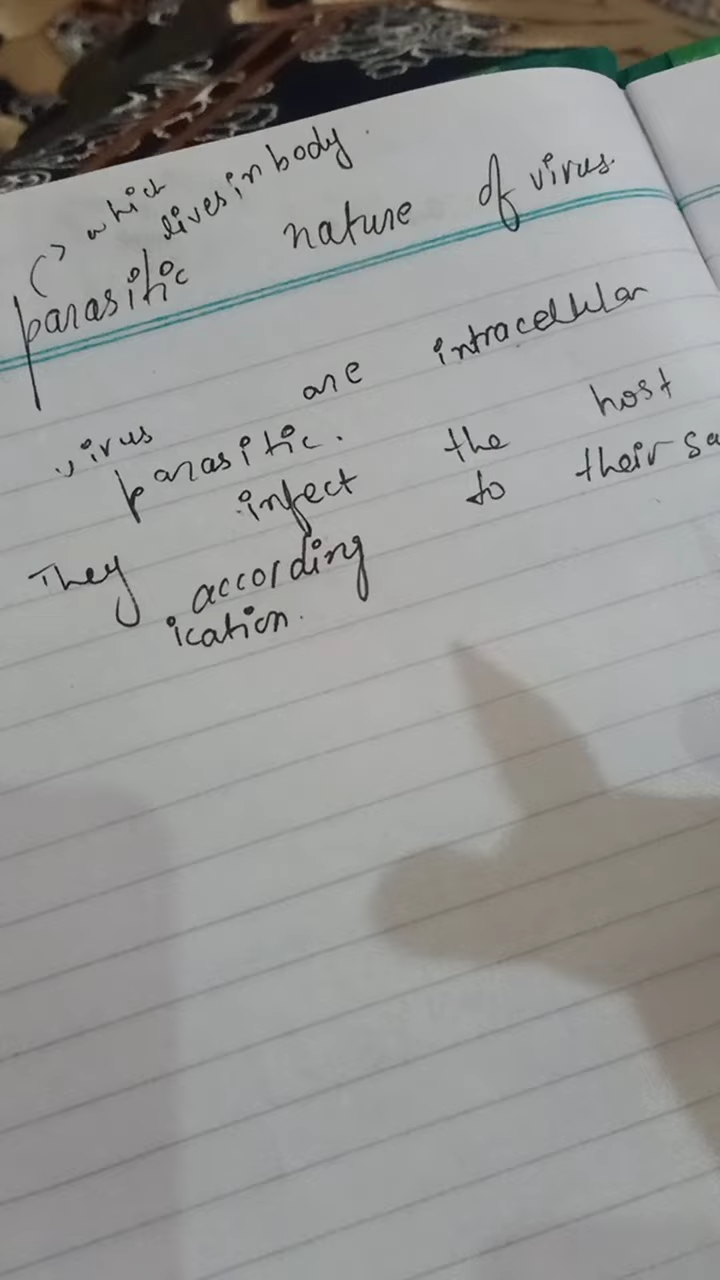 ↳ which
lives in body.
parasitic nature of virus.
virus are intracellular
parasitic.
They infect the host
according to their sa
ication.